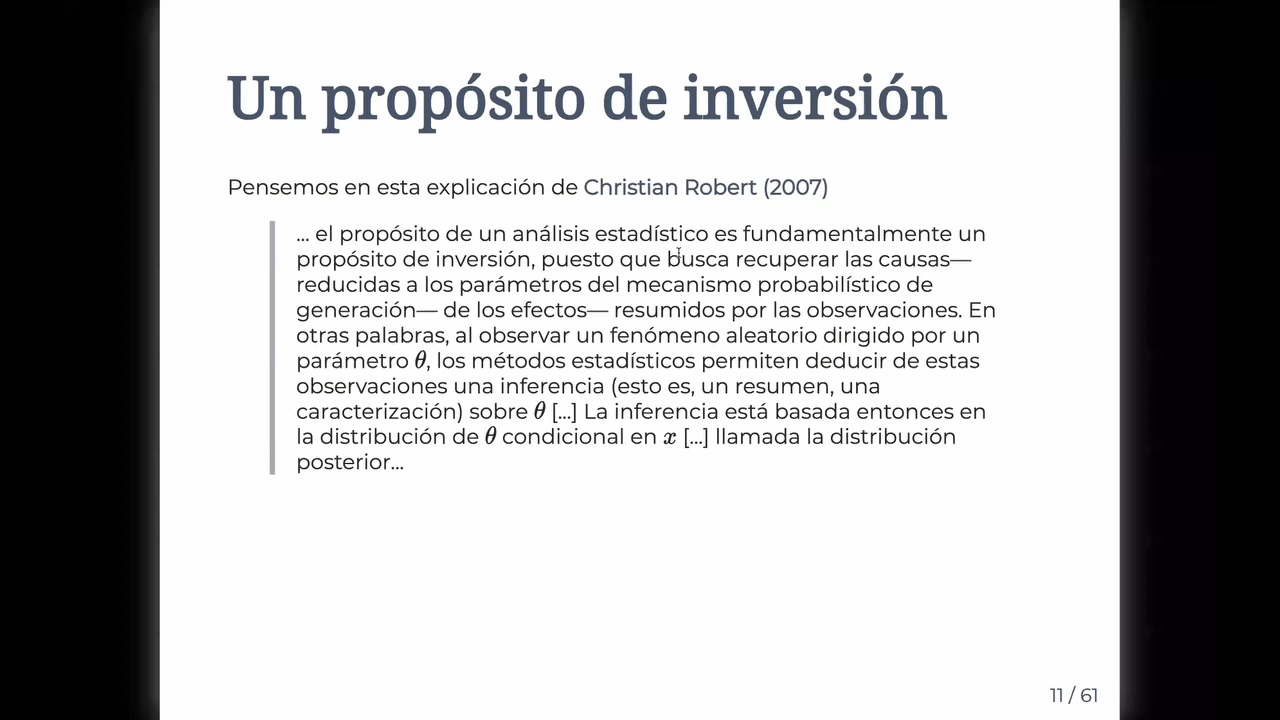 Un propósito de inversión
Pensemos en esta explicación de Christian Robert (2007)
... el propósito de un análisis estadístico es fundamentalmente un
propósito de inversión, puesto que busca recuperar las causas—
reducidas a los parámetros del mecanismo probabilístico de
generación— de los efectos— resumidos por las observaciones. En
otras palabras, al observar un fenómeno aleatorio dirigido por un
parámetro θ, los métodos estadísticos permiten deducir de estas
observaciones una inferencia (esto es, un resumen, una
caracterización) sobre θ [...] La inferencia está basada entonces en
la distribución de θ condicional en x [...] llamada la distribución
posterior...
11 / 61